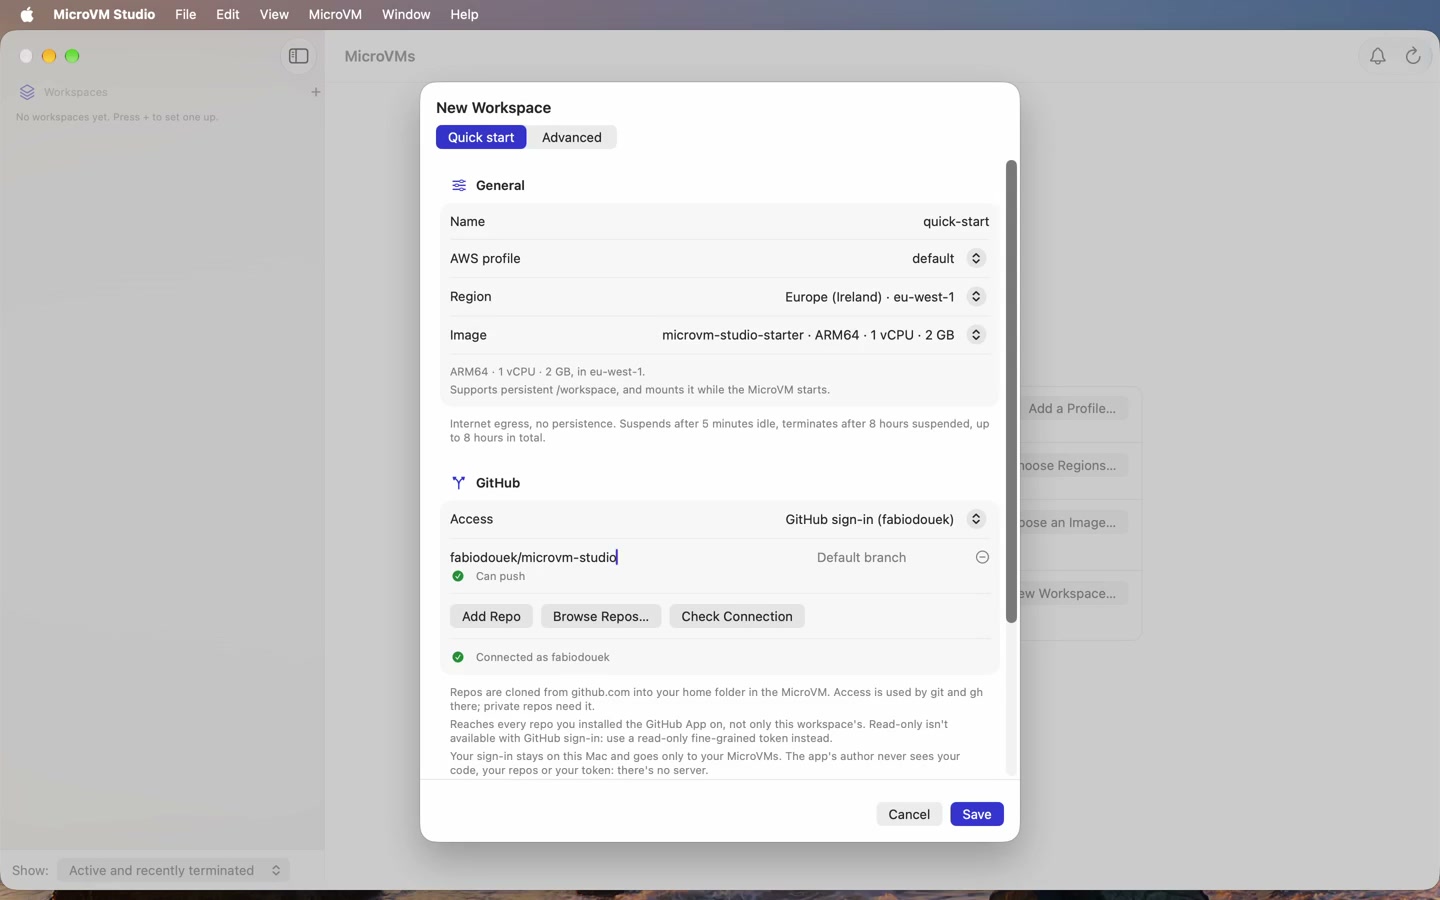 MicroVM Studio File Edit View MicroVM Window Help
MicroVMs
Workspaces +
No workspaces yet. Press + to set one up.
New Workspace
Quick start Advanced
General
Name quick-start
AWS profile default
Region Europe (Ireland) · eu-west-1
Image microvm-studio-starter · ARM64 · 1 vCPU · 2 GB
ARM64 · 1 vCPU · 2 GB, in eu-west-1.
Supports persistent /workspace, and mounts it while the MicroVM starts.
Internet egress, no persistence. Suspends after 5 minutes idle, terminates after 8 hours suspended, up
to 8 hours in total.
GitHub
Access GitHub sign-in (fabiodouek)
fabiodouek/microvm-studio Default branch
Can push
Add Repo Browse Repos... Check Connection
Connected as fabiodouek
Repos are cloned from github.com into your home folder in the MicroVM. Access is used by git and gh
there; private repos need it.
Reaches every repo you installed the GitHub App on, not only this workspace's. Read-only isn't
available with GitHub sign-in: use a read-only fine-grained token instead.
Your sign-in stays on this Mac and goes only to your MicroVMs. The app's author never sees your
code, your repos or your token: there's no server.
Cancel Save
Add a Profile...
hoose Regions...
ose an Image...
ew Workspace...
Show: Active and recently terminated